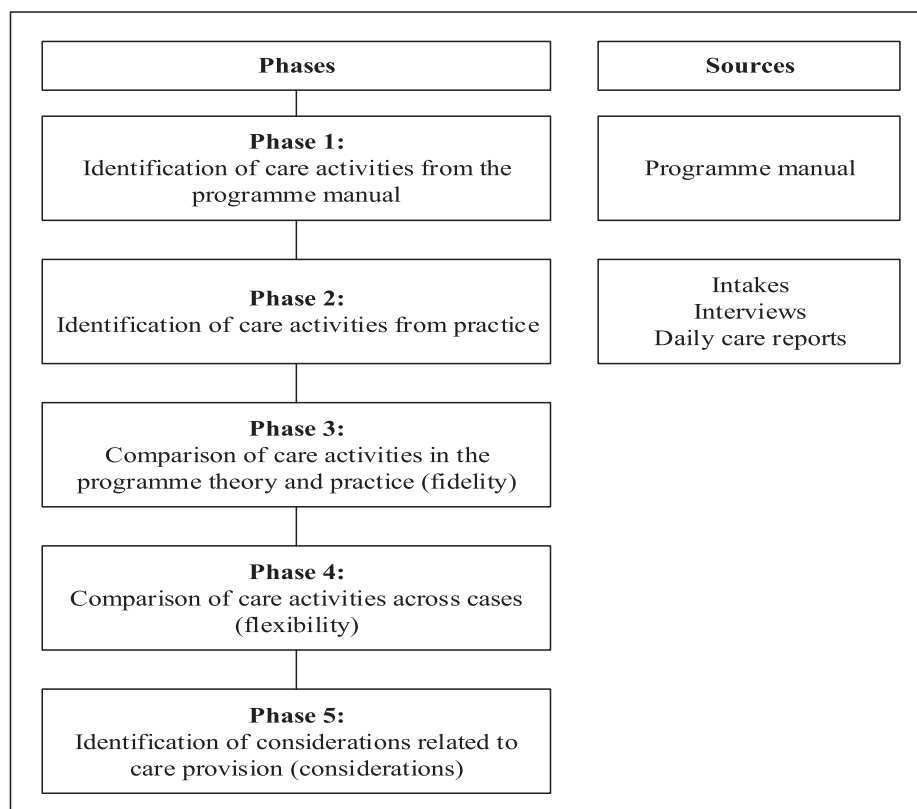 Phases
Sources
Phase 1:
Identification of care activities from the
programme manual
Programme manual
Phase 2:
Identification of care activities from practice
Intakes
Interviews
Daily care reports
Phase 3:
Comparison of care activities in the
programme theory and practice (fidelity)
Phase 4:
Comparison of care activities across cases
(flexibility)
Phase 5:
Identification of considerations related to
care provision (considerations)